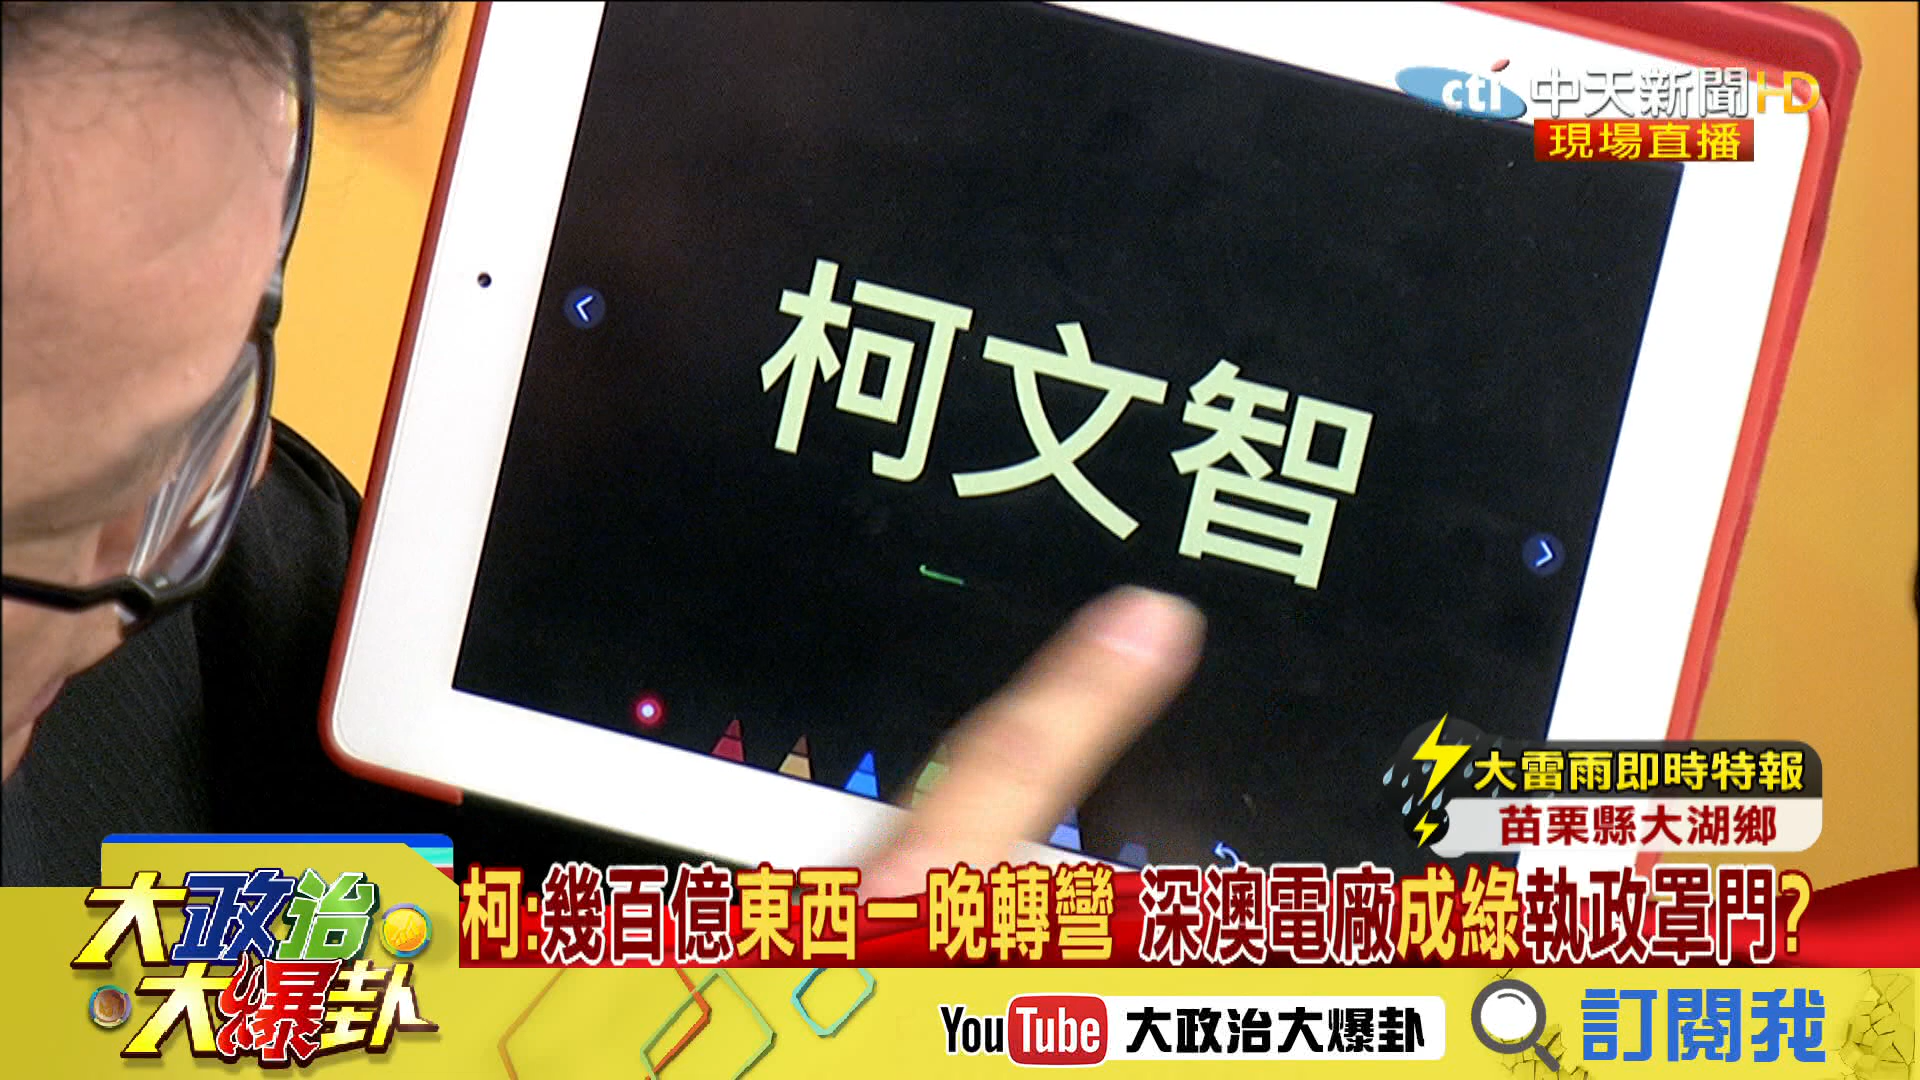 cti 中天新聞HD
現場直播
柯文智
大雷雨即時特報
苗栗縣大湖鄉
大政治
大爆卦
柯:幾百億東西一晚轉彎 深澳電廠成綠執政罩門?
YouTube 大政治大爆卦
訂閱我